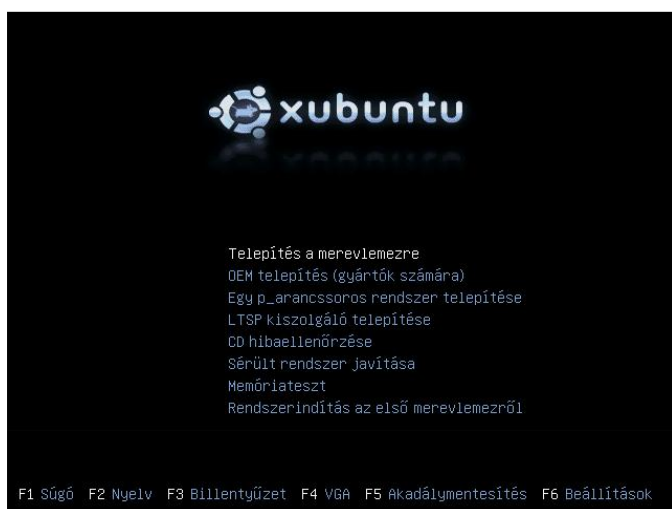 xubuntu
Telepítés a merevlemezre
OEM telepítés (gyártók számára)
Egy p_arancssoros rendszer telepítése
LTSP kiszolgáló telepítése
CD hibaellenőrzése
Sérült rendszer javítása
Memóriateszt
Rendszerindítás az első merevlemezről
F1 Súgó F2 Nyelv F3 Billentyűzet F4 VGA F5 Akadálymentesítés F6 Beállítások